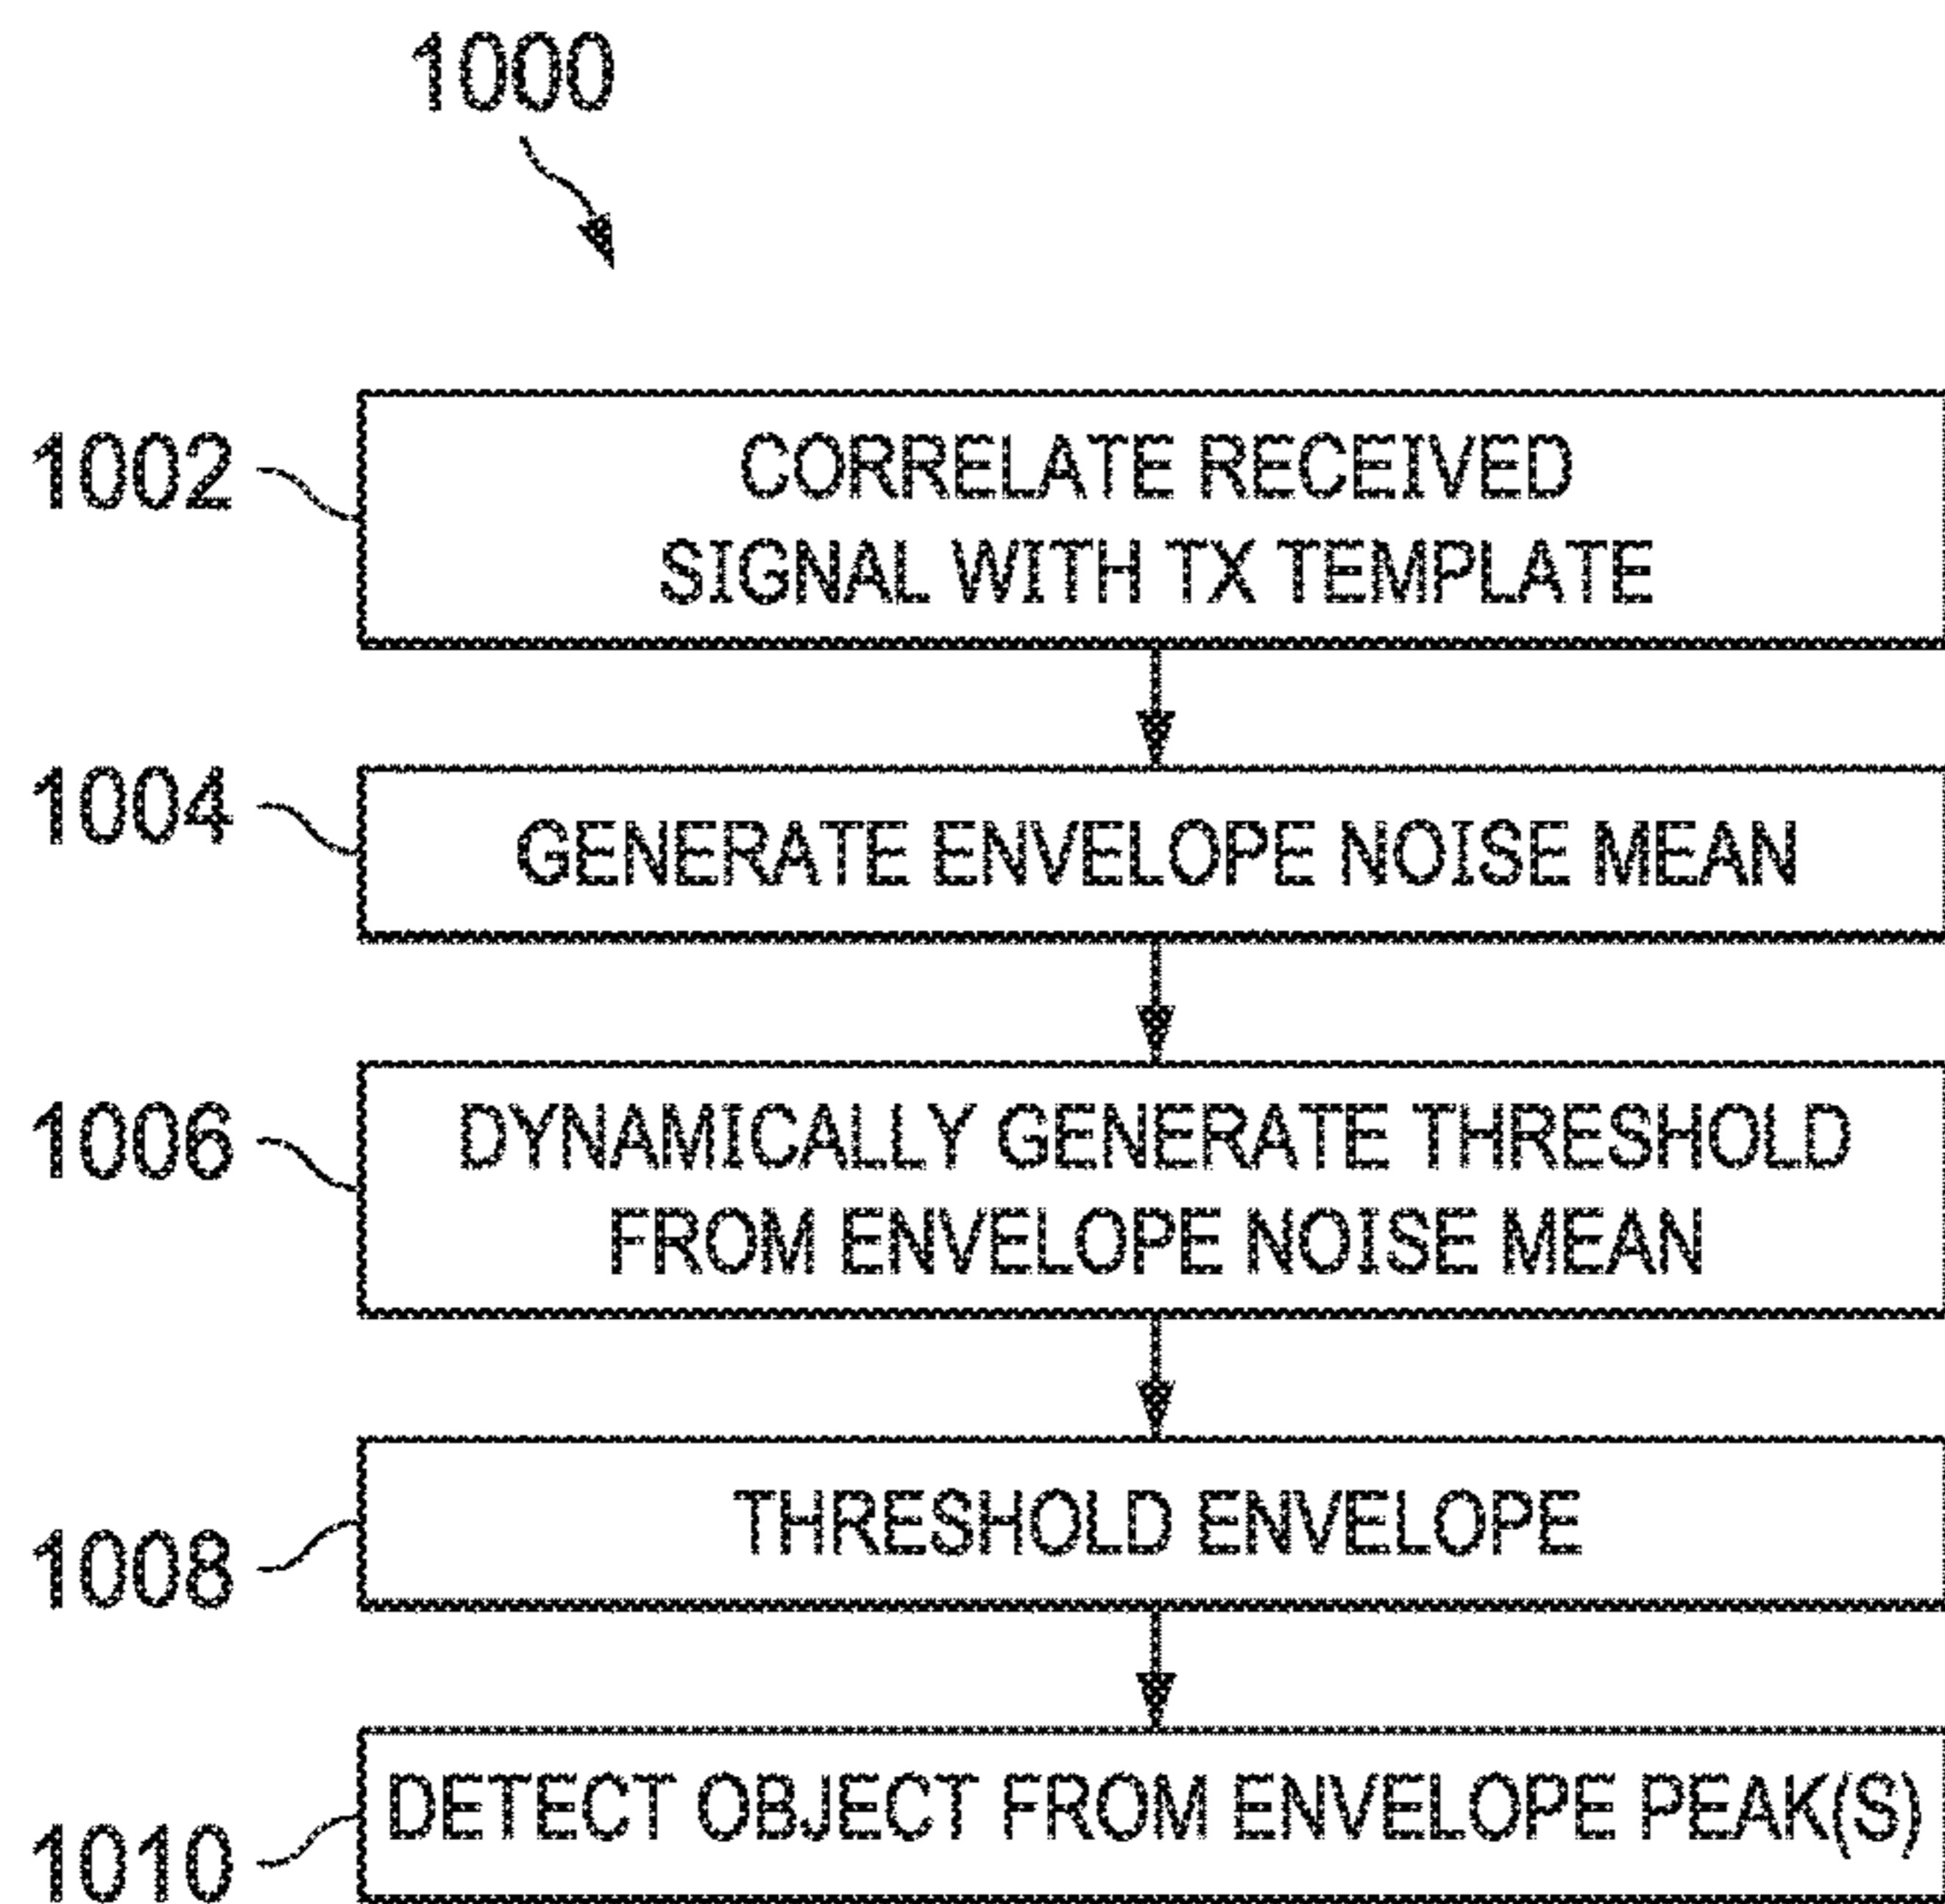 1000
1002
CORRELATE RECEIVED
SIGNAL WITH TX TEMPLATE
1004
GENERATE ENVELOPE NOISE MEAN
1006
DYNAMICALLY GENERATE THRESHOLD
FROM ENVELOPE NOISE MEAN
1008
THRESHOLD ENVELOPE
1010
DETECT OBJECT FROM ENVELOPE PEAK(S)